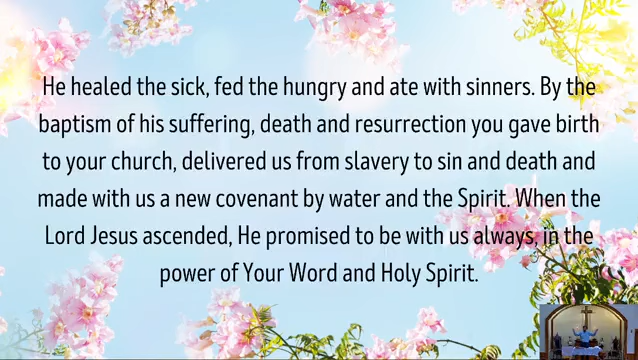 He healed the sick, fed the hungry and ate with sinners. By the
baptism of his suffering, death and resurrection you gave birth
to your church, delivered us from slavery to sin and death and
made with us a new covenant by water and the Spirit. When the
Lord Jesus ascended, He promised to be with us always, in the
power of Your Word and Holy Spirit.